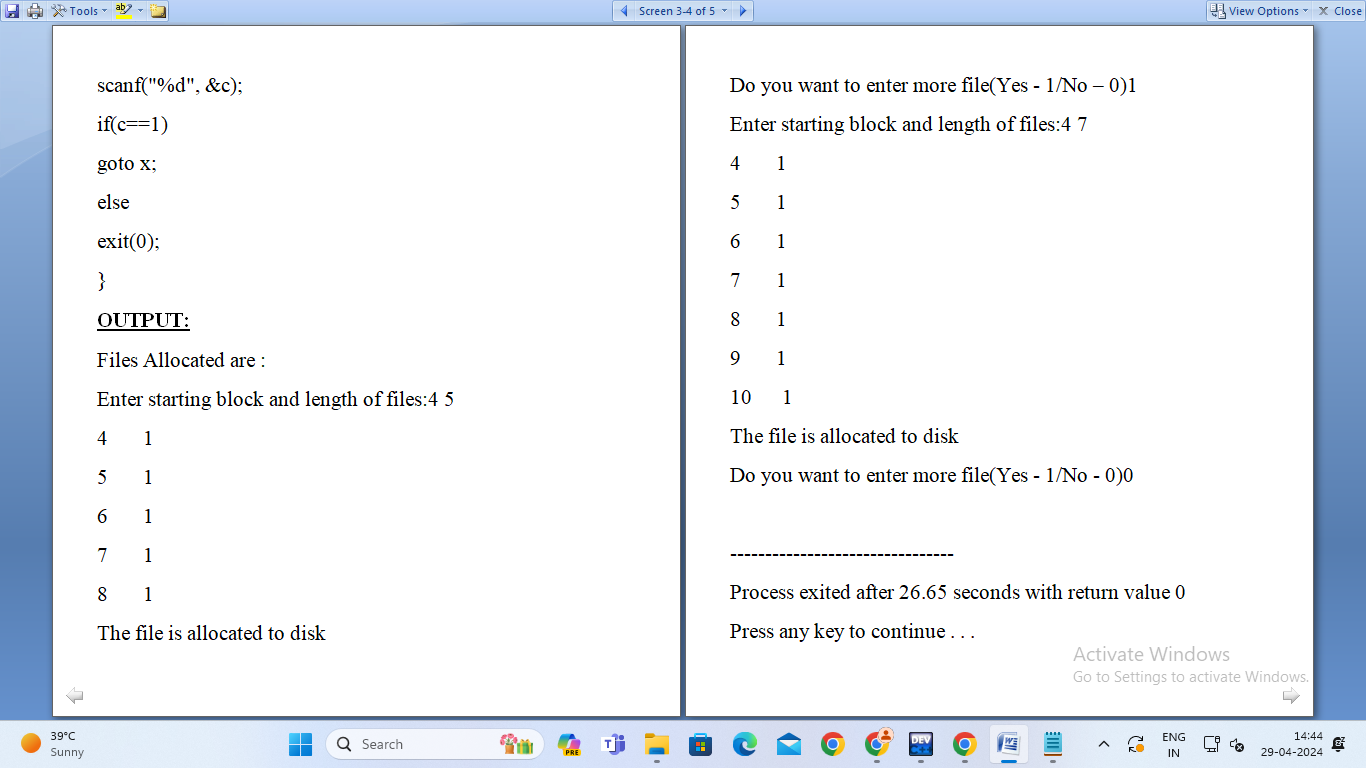 Tools
ab
Screen 3-4 of 5
View Options
Close
scanf("%d", &c);
if(c==1)
goto x;
else
exit(0);
}
OUTPUT:
Files Allocated are :
Enter starting block and length of files:4 5
4 1
5 1
6 1
7 1
8 1
The file is allocated to disk
Do you want to enter more file(Yes - 1/No – 0)1
Enter starting block and length of files:4 7
4 1
5 1
6 1
7 1
8 1
9 1
10 1
The file is allocated to disk
Do you want to enter more file(Yes - 1/No - 0)0
--------------------------------
Process exited after 26.65 seconds with return value 0
Press any key to continue . . .
Activate Windows
Go to Settings to activate Windows.
39°C
Sunny
Search
PRE
DEV
ENG
IN
14:44
29-04-2024